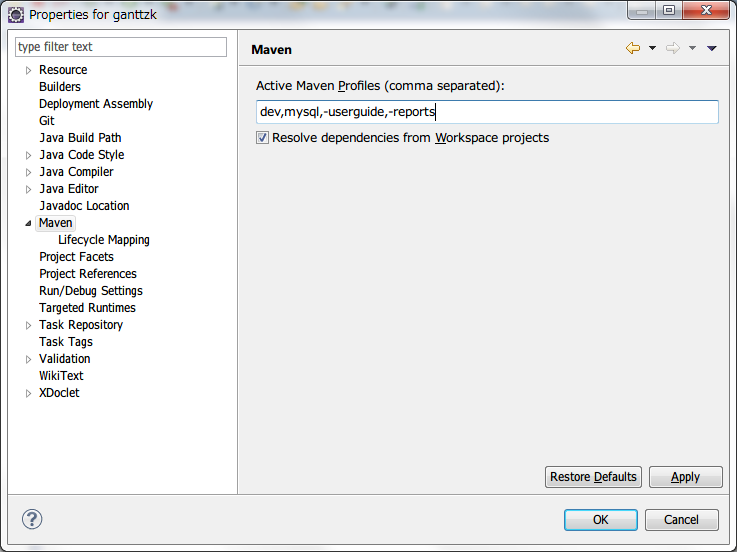 Properties for ganttzk
type filter text
Resource
Builders
Deployment Assembly
Git
Java Build Path
Java Code Style
Java Compiler
Java Editor
Javadoc Location
Maven
Lifecycle Mapping
Project Facets
Project References
Run/Debug Settings
Targeted Runtimes
Task Repository
Task Tags
Validation
WikiText
XDoclet
Maven
Active Maven Profiles (comma separated):
dev,mysql,-userguide,-reports
Resolve dependencies from Workspace projects
Restore Defaults
Apply
?
OK
Cancel